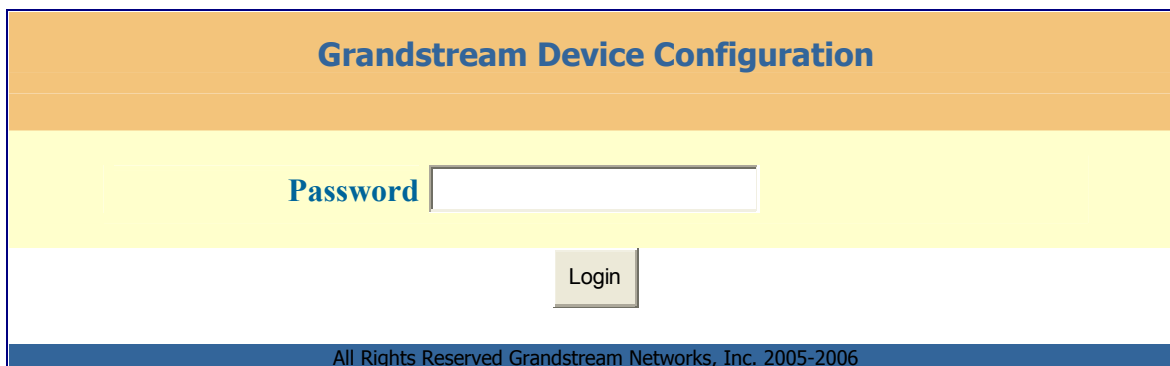 Grandstream Device Configuration
Password
Login
All Rights Reserved Grandstream Networks, Inc. 2005-2006